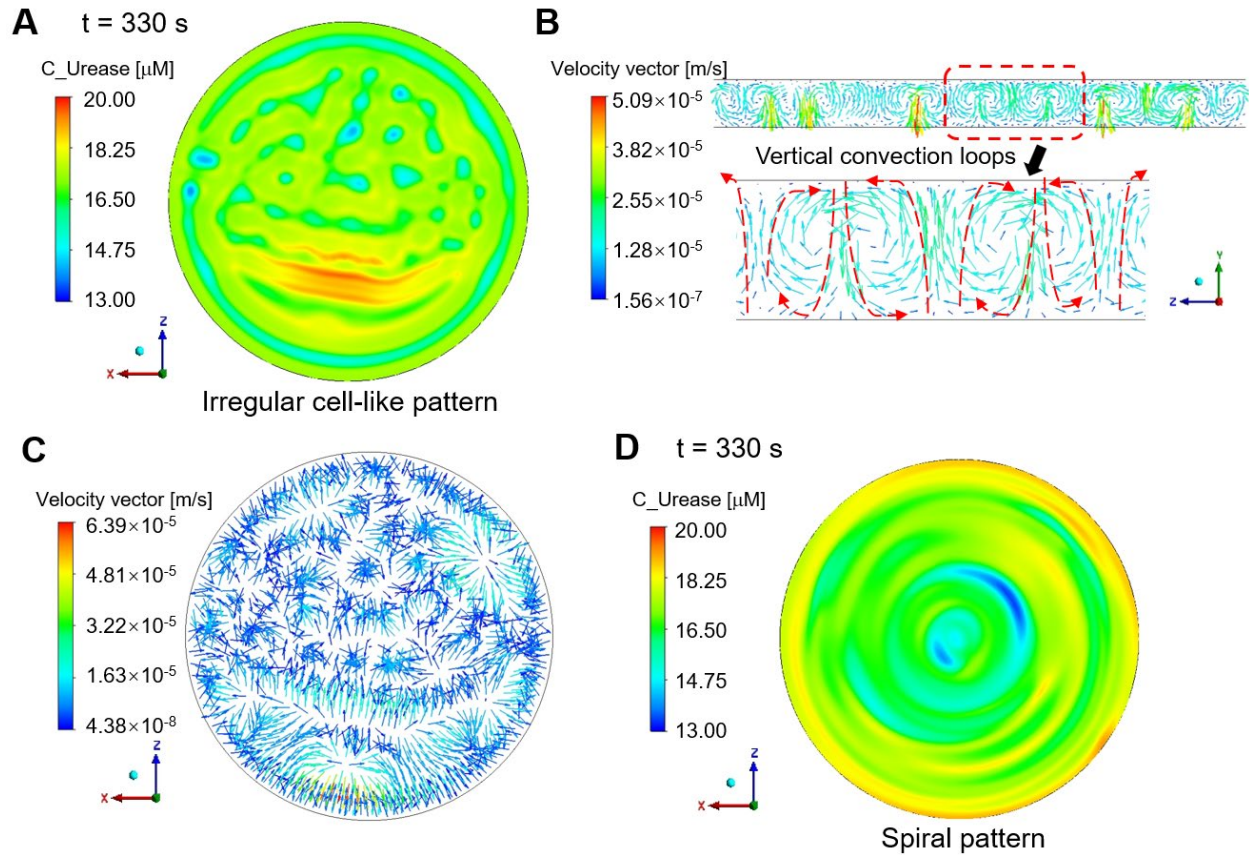 A
t = 330 s
C_Urease [μM]
20.00
18.25
16.50
14.75
13.00
Z
X
Irregular cell-like pattern
B
Velocity vector [m/s]
5.09×10⁻⁵
3.82×10⁻⁵
2.55×10⁻⁵
1.28×10⁻⁵
1.56×10⁻⁷
Vertical convection loops
Y
Z
X
C
Velocity vector [m/s]
6.39×10⁻⁵
4.81×10⁻⁵
3.22×10⁻⁵
1.63×10⁻⁵
4.38×10⁻⁸
Z
X
D
t = 330 s
C_Urease [μM]
20.00
18.25
16.50
14.75
13.00
Z
X
Spiral pattern